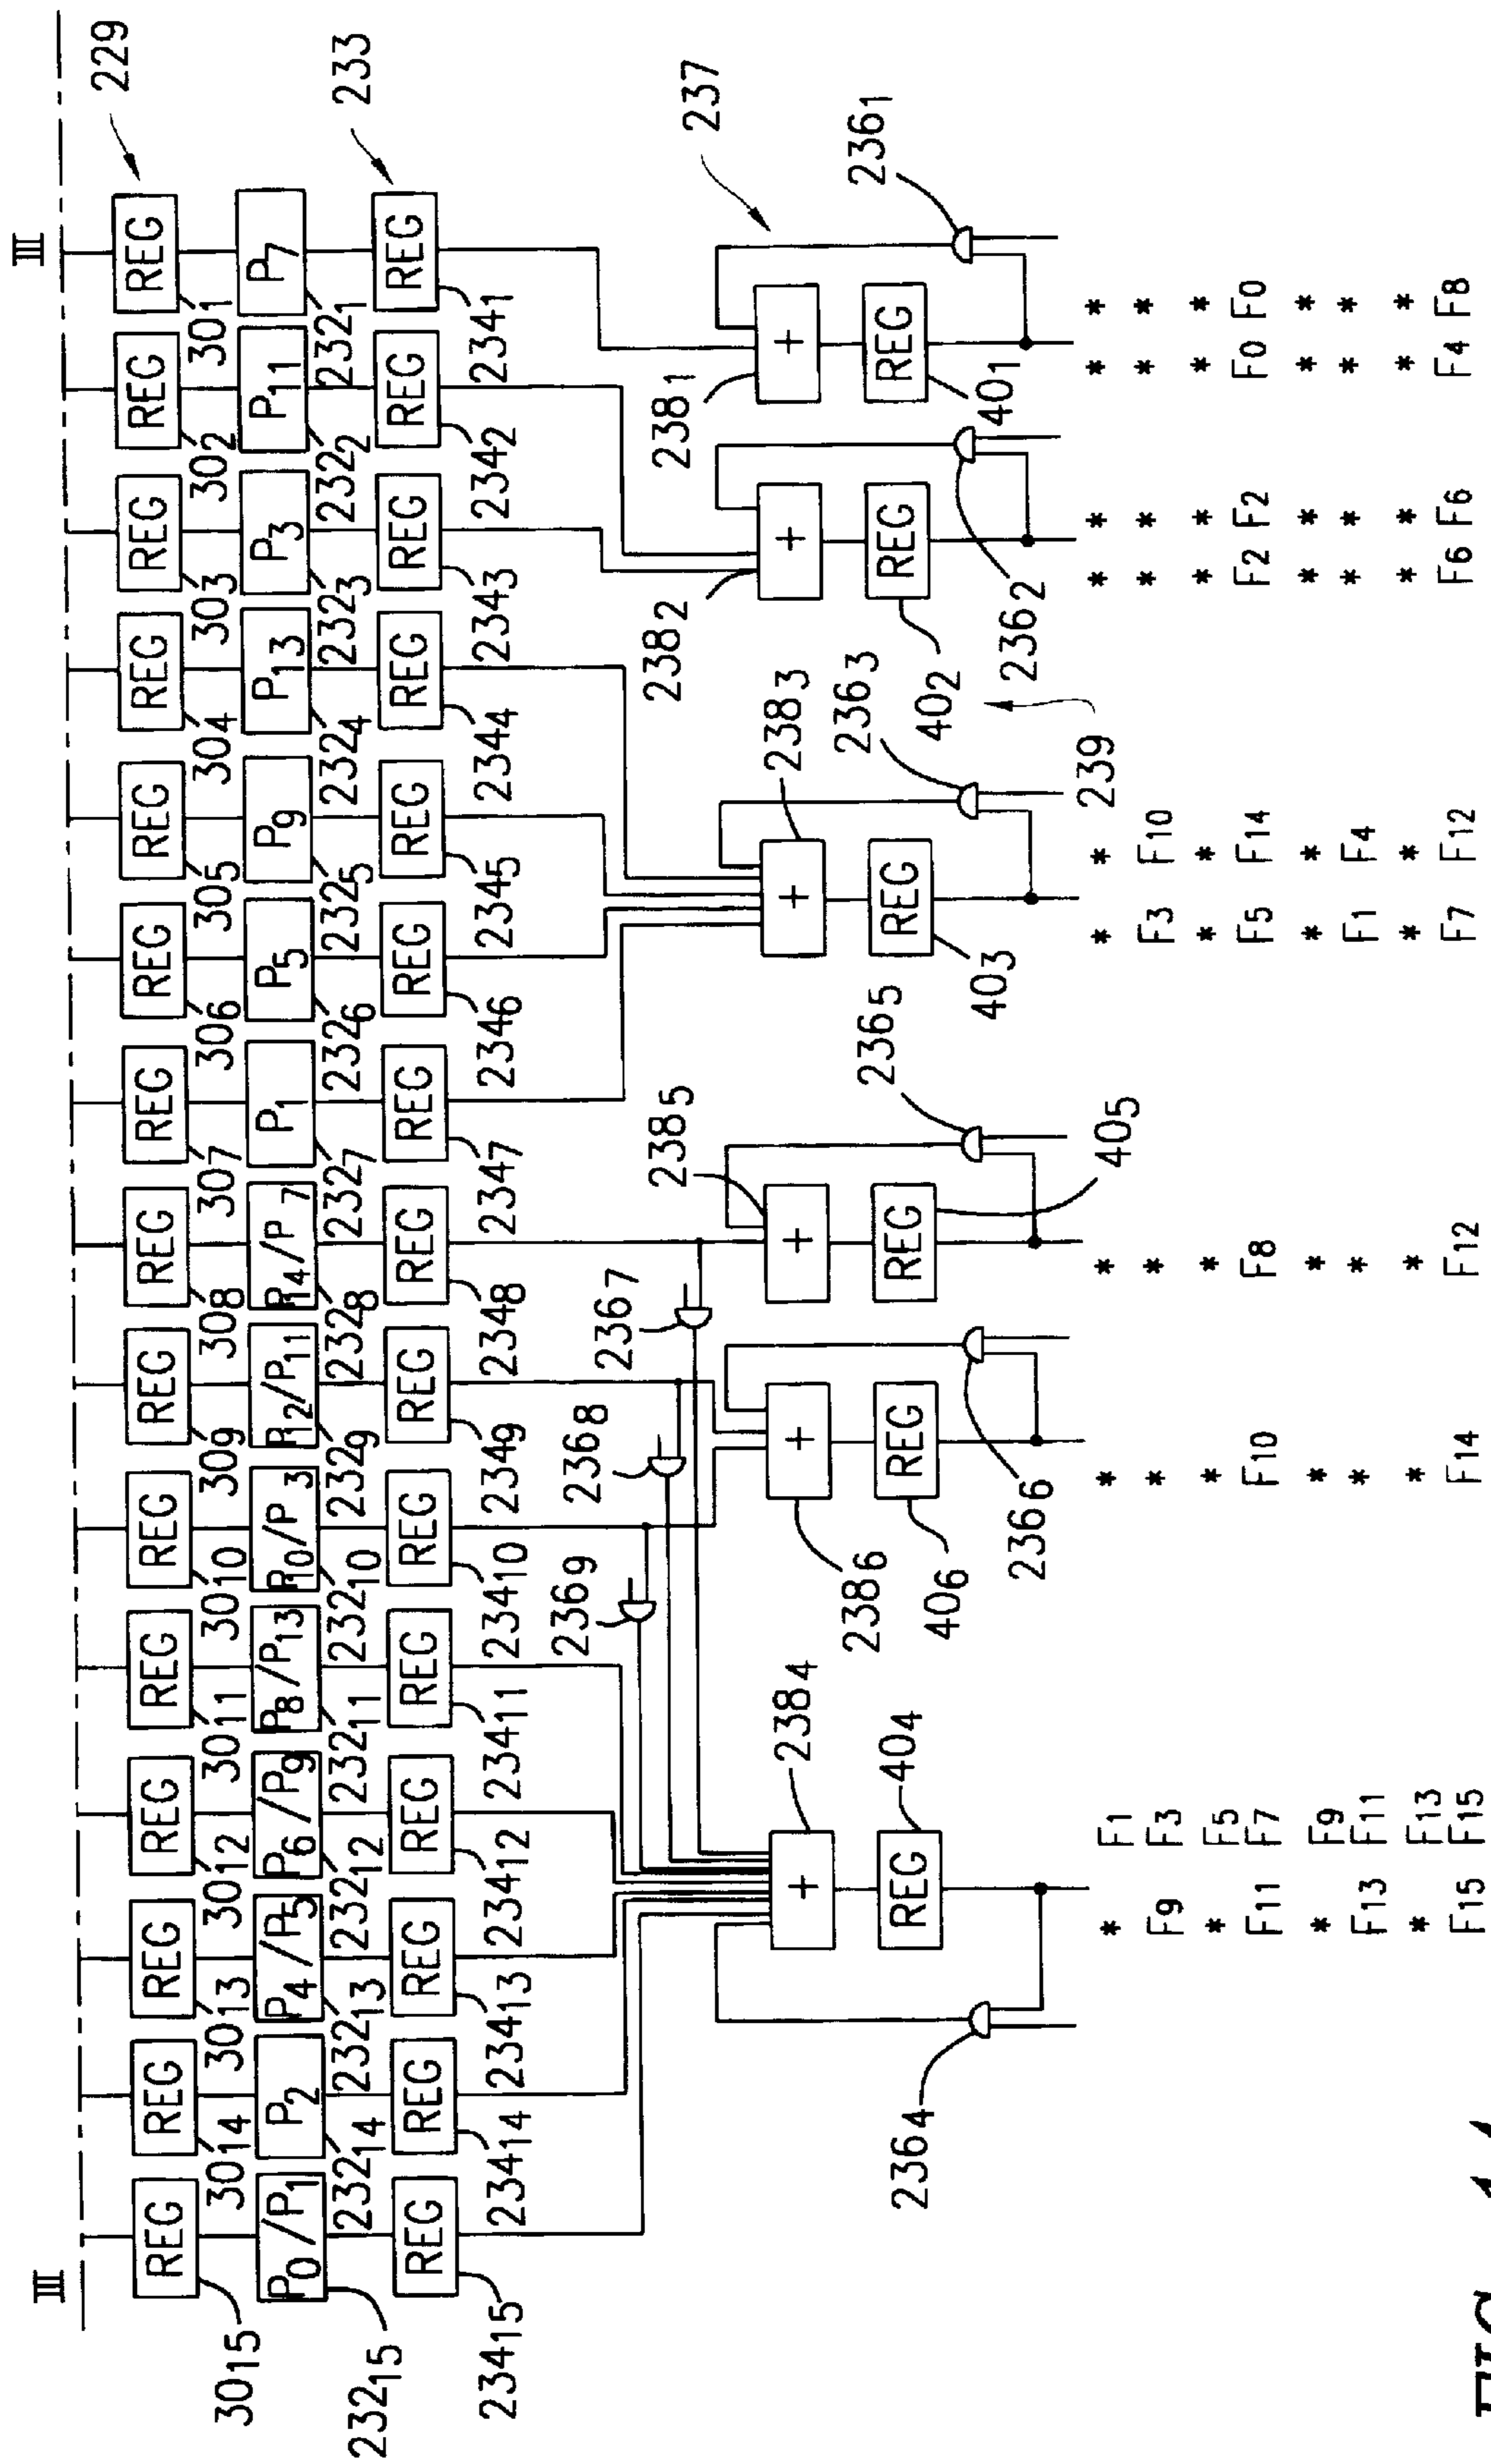 III III
229
REG REG REG REG REG REG REG REG REG REG REG REG REG REG REG
30₁₅ 30₁₄ 30₁₃ 30₁₂ 30₁₁ 30₁₀ 30₉ 30₈ 30₇ 30₆ 30₅ 30₄ 30₃ 30₂ 30₁
P₀/P₁ P₂ P₄/P₅ P₆/P₉ P₈/P₁₃ P₁₀/P₃ P₁₂/P₁₁ P₁₄/P₇ P₁ P₅ P₉ P₁₃ P₃ P₁₁ P₇
232₁₅ 232₁₄ 232₁₃ 232₁₂ 232₁₁ 232₁₀ 232₉ 232₈ 232₇ 232₆ 232₅ 232₄ 232₃ 232₂ 232₁
233
REG REG REG REG REG REG REG REG REG REG REG REG REG REG REG
234₁₅ 234₁₄ 234₁₃ 234₁₂ 234₁₁ 234₁₀ 234₉ 234₈ 234₇ 234₆ 234₅ 234₄ 234₃ 234₂ 234₁
236₉ 236₈ 236₇
237
238₄ 238₆ 238₅ 238₃ 238₂ 238₁
+ + + + + +
REG REG REG REG REG REG
40₄ 40₆ 40₅ 40₃ 40₂ 40₁
236₄ 236₆ 236₅ 236₃ 236₂ 236₁
239
* F1 * * * * * * * *
F9 F3 * * F3 F10 * * * *
* F5 * * * * * * * *
F11 F7 F10 F8 F5 F14 F2 F2 F0 F0
* F9 * * * * * * * *
F13 F11 * * F1 F4 * * * *
* F13 * * * * * * * *
F15 F15 F14 F12 F7 F12 F6 F6 F4 F8